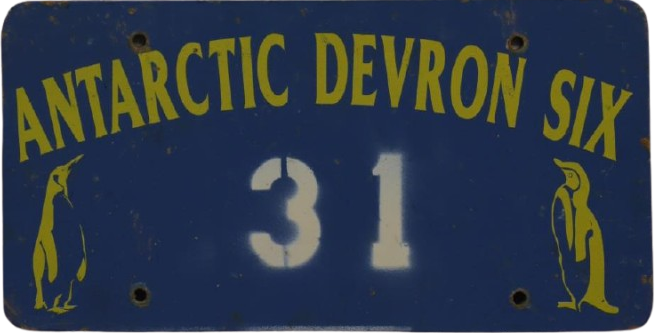 ANTARCTIC DEVRON SIX
31